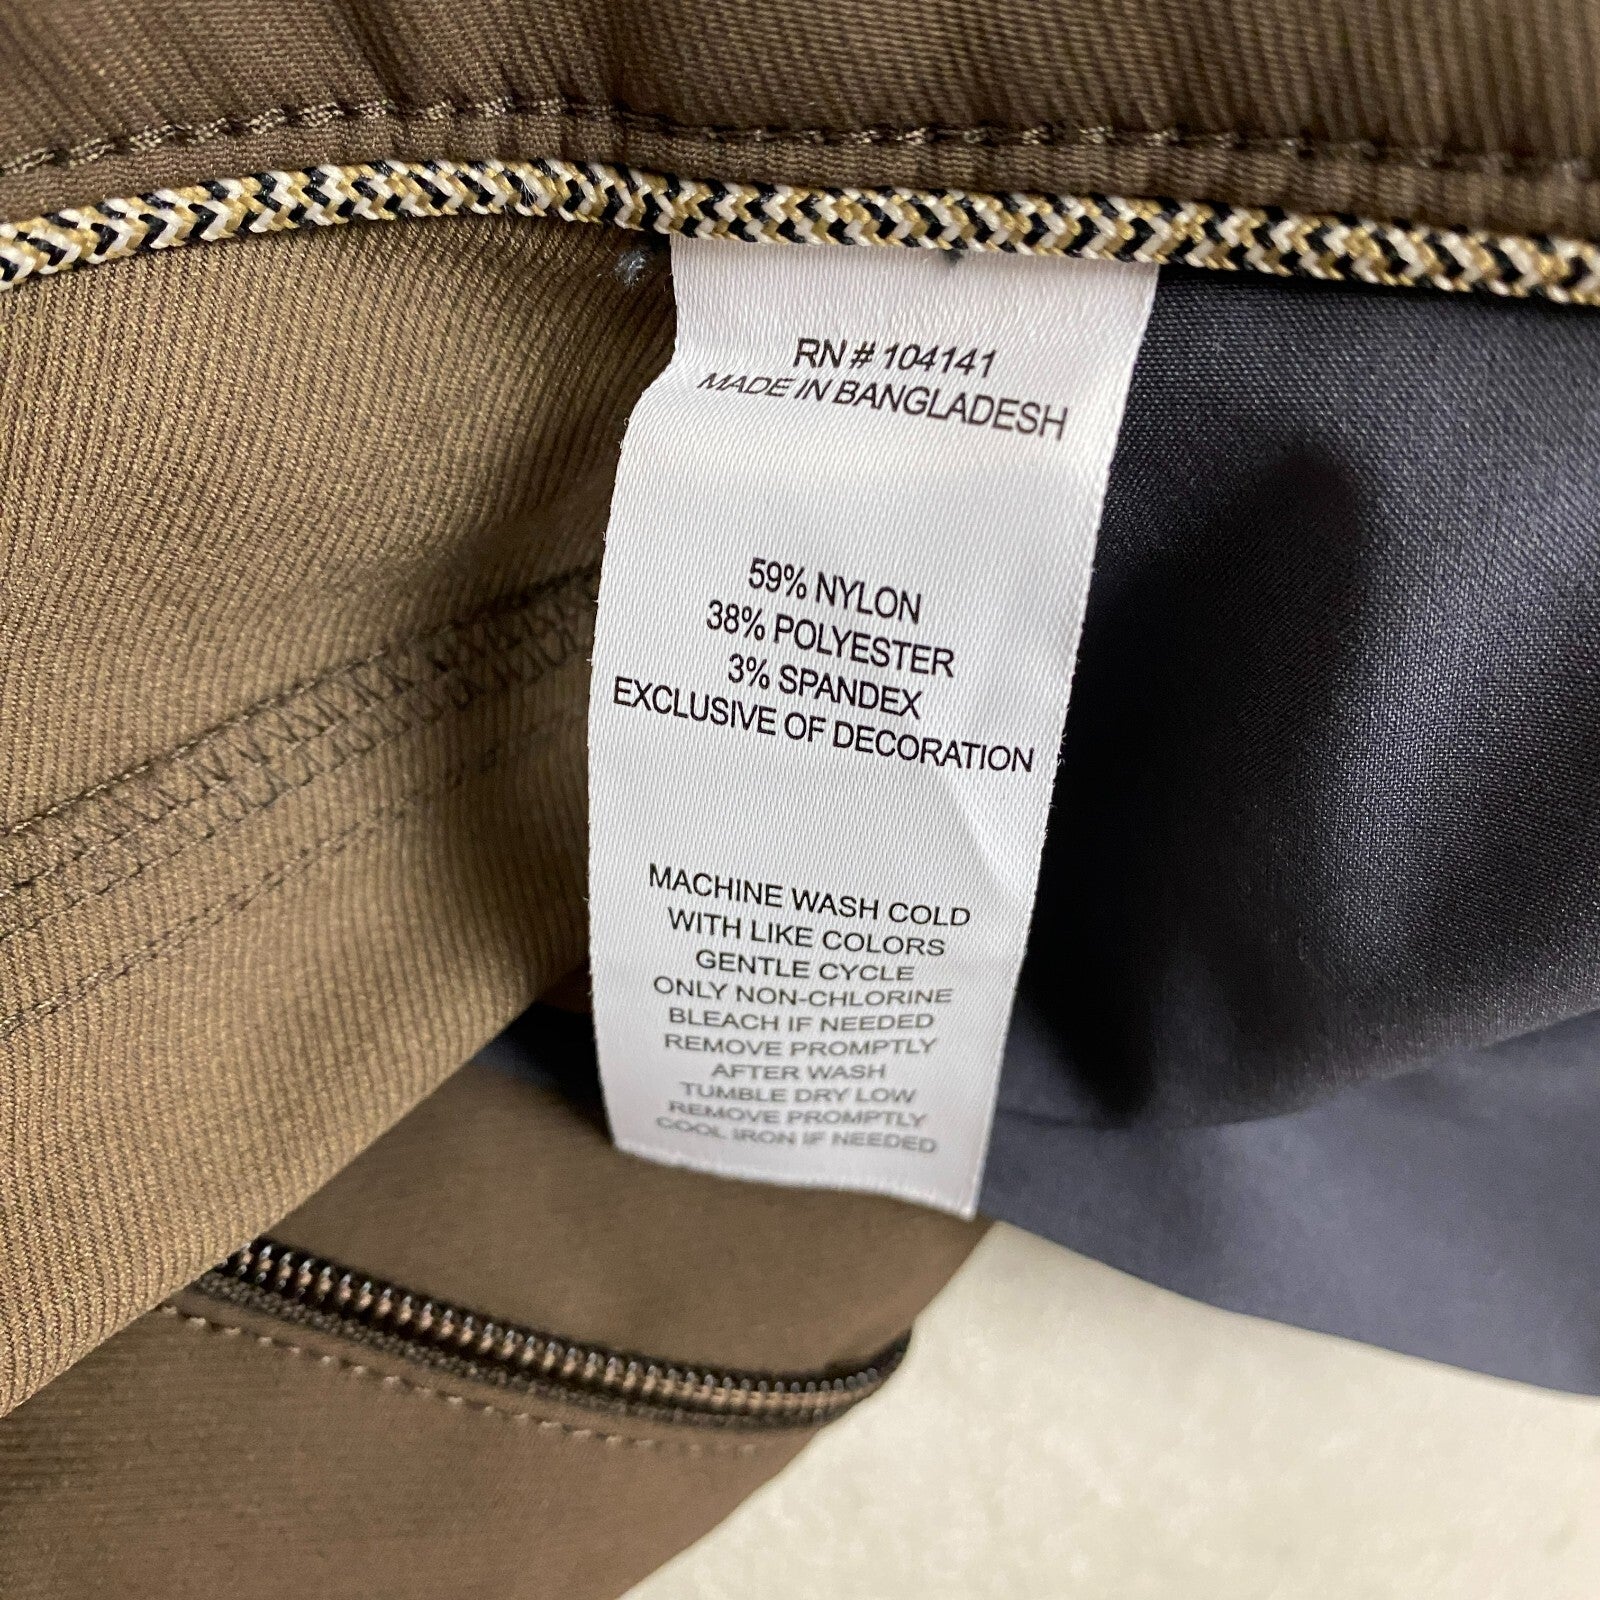 RN # 104141
MADE IN BANGLADESH
59% NYLON
38% POLYESTER
3% SPANDEX
EXCLUSIVE OF DECORATION
MACHINE WASH COLD
WITH LIKE COLORS
GENTLE CYCLE
ONLY NON-CHLORINE
BLEACH IF NEEDED
REMOVE PROMPTLY
AFTER WASH
TUMBLE DRY LOW
REMOVE PROMPTLY
COOL IRON IF NEEDED